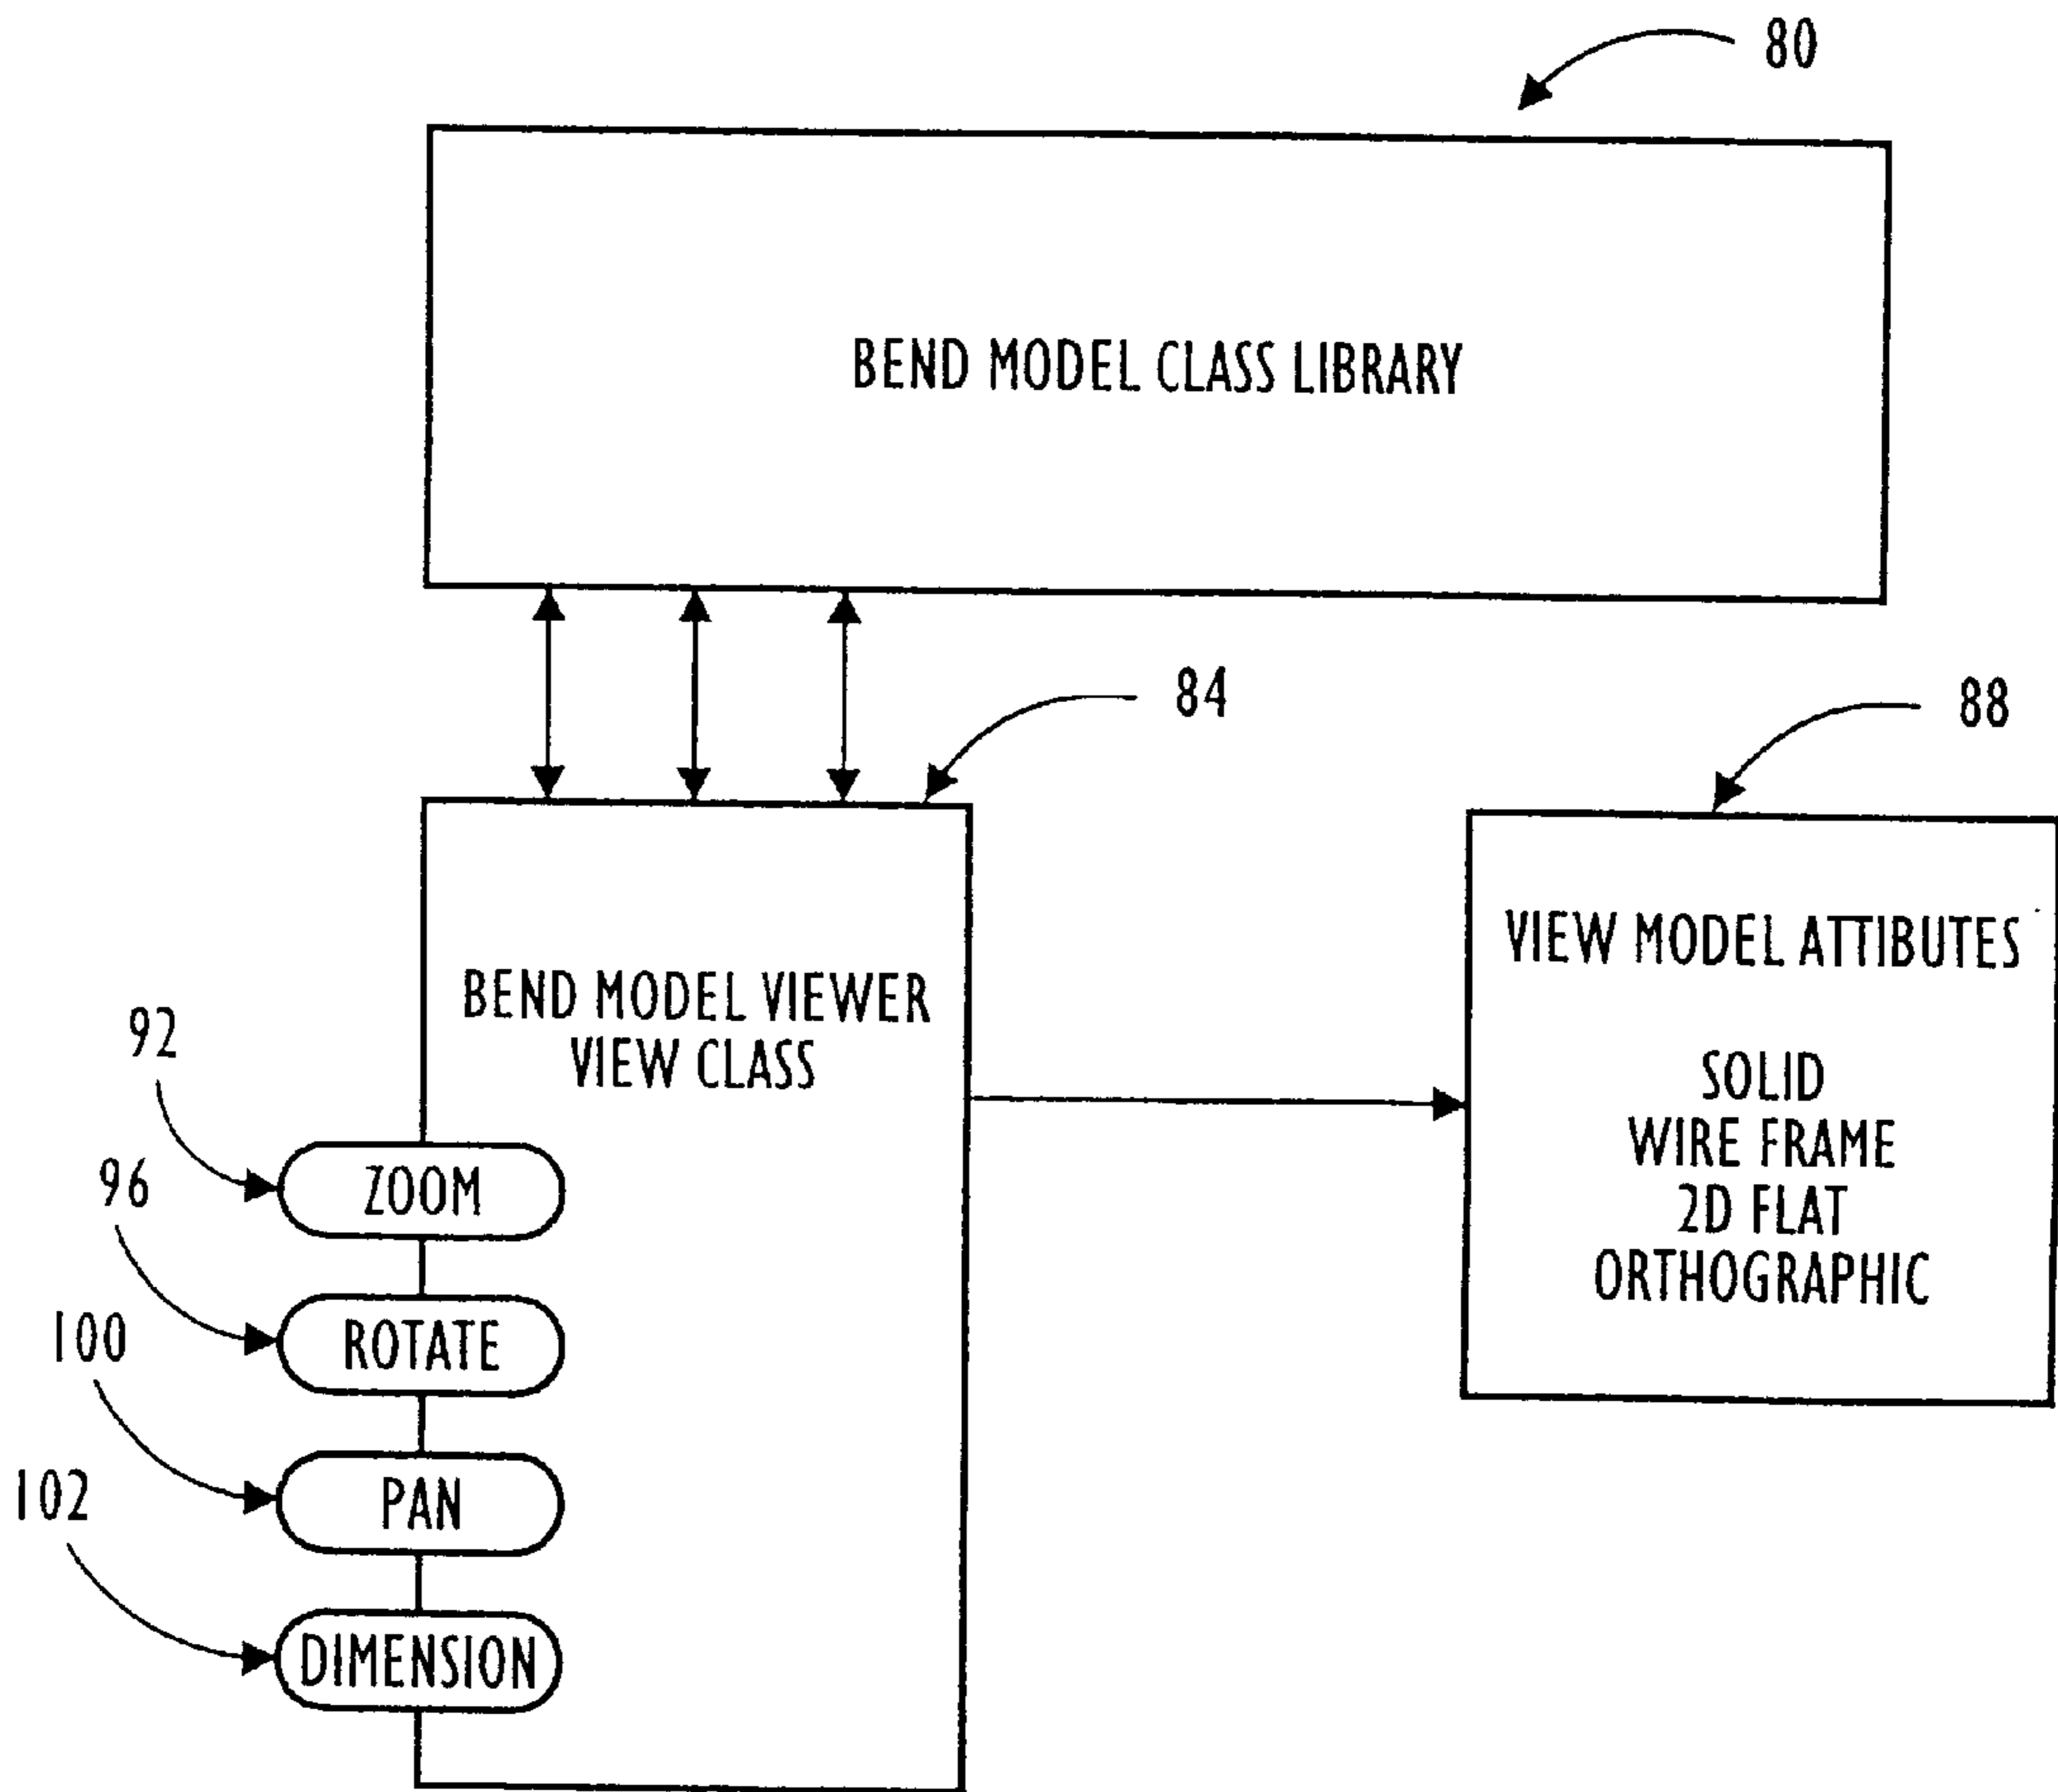 80
BEND MODEL CLASS LIBRARY
84
88
BEND MODEL VIEWER
VIEW CLASS
VIEW MODEL ATTIBUTES
SOLID
WIRE FRAME
2D FLAT
ORTHOGRAPHIC
92
ZOOM
96
ROTATE
100
PAN
102
DIMENSION